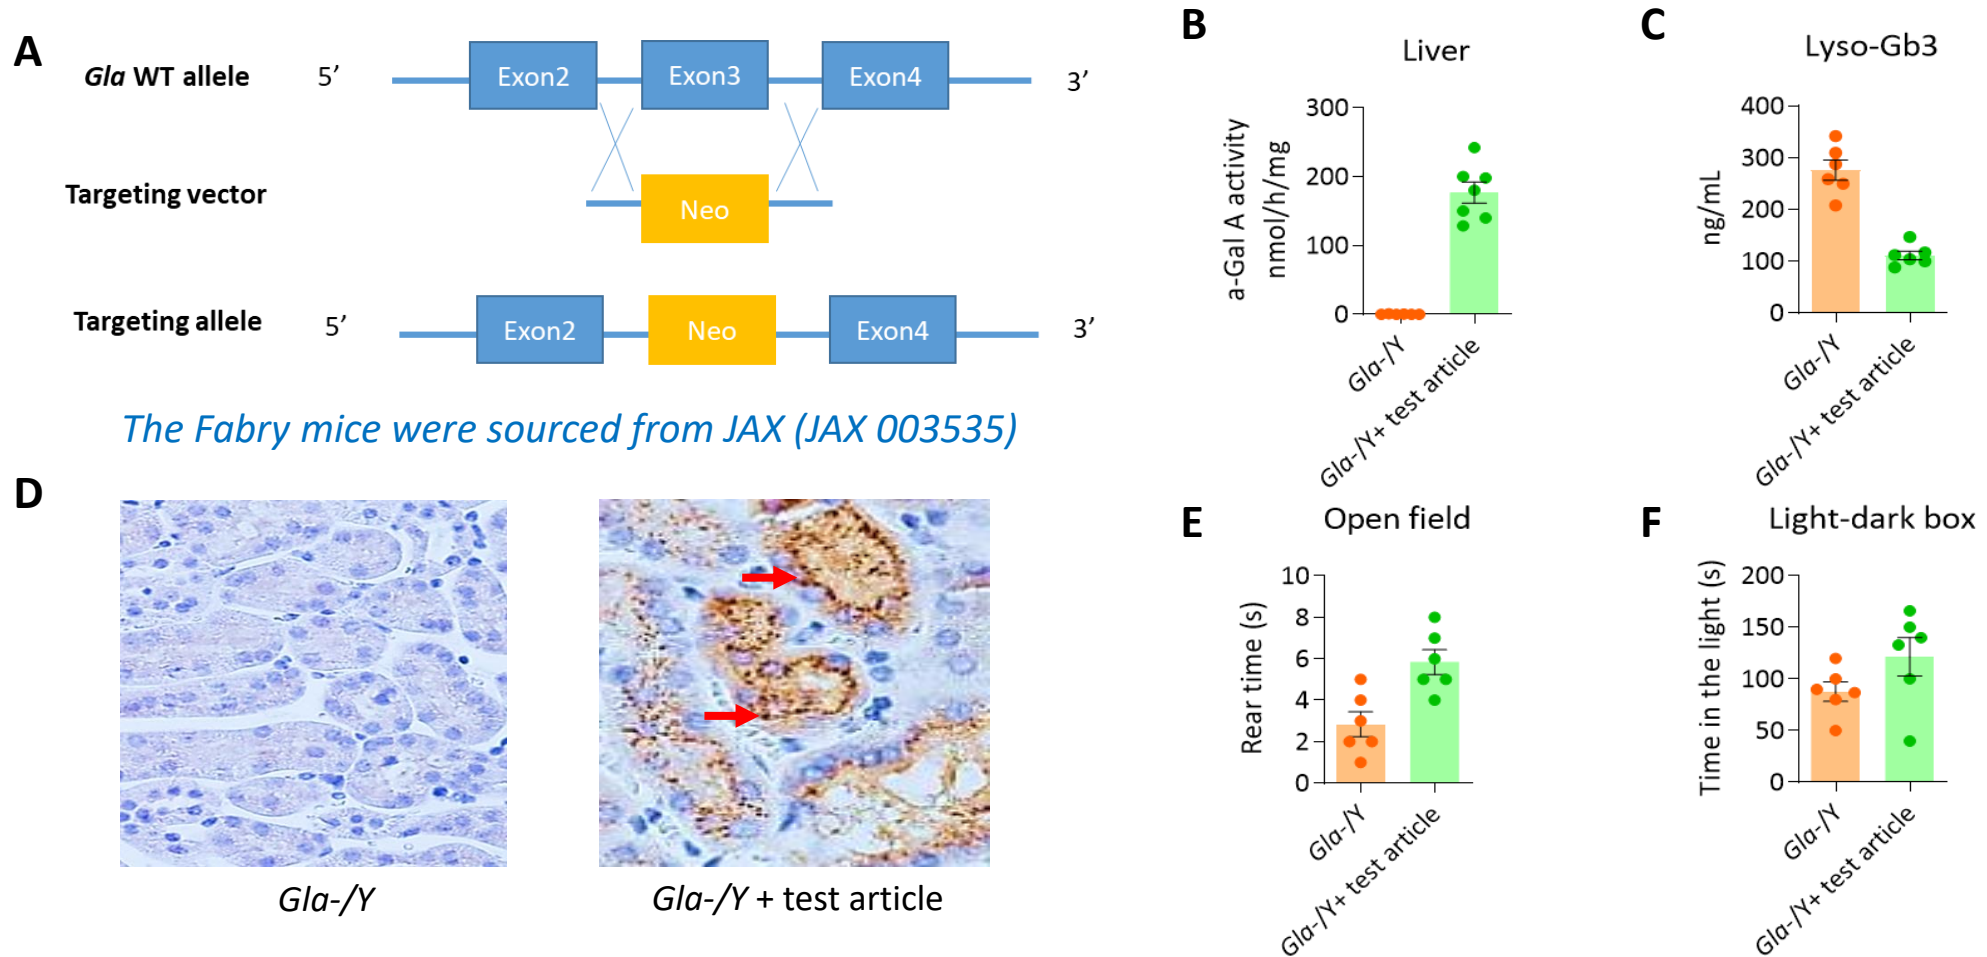 A
Gla WT allele
5’
Exon2
Exon3
Exon4
3’
Targeting vector
Neo
Targeting allele
5’
Exon2
Neo
Exon4
3’
The Fabry mice were sourced from JAX (JAX 003535)
B
Liver
a-Gal A activity
nmol/h/mg
300
200
100
0
Gla-/Y
Gla-/Y+ test article
C
Lyso-Gb3
ng/mL
400
300
200
100
0
Gla-/Y
Gla-/Y+ test article
D
Gla-/Y
Gla-/Y + test article
E
Open field
Rear time (s)
10
8
6
4
2
0
Gla-/Y
Gla-/Y+ test article
F
Light-dark box
Time in the light (s)
200
150
100
50
0
Gla-/Y
Gla-/Y+ test article